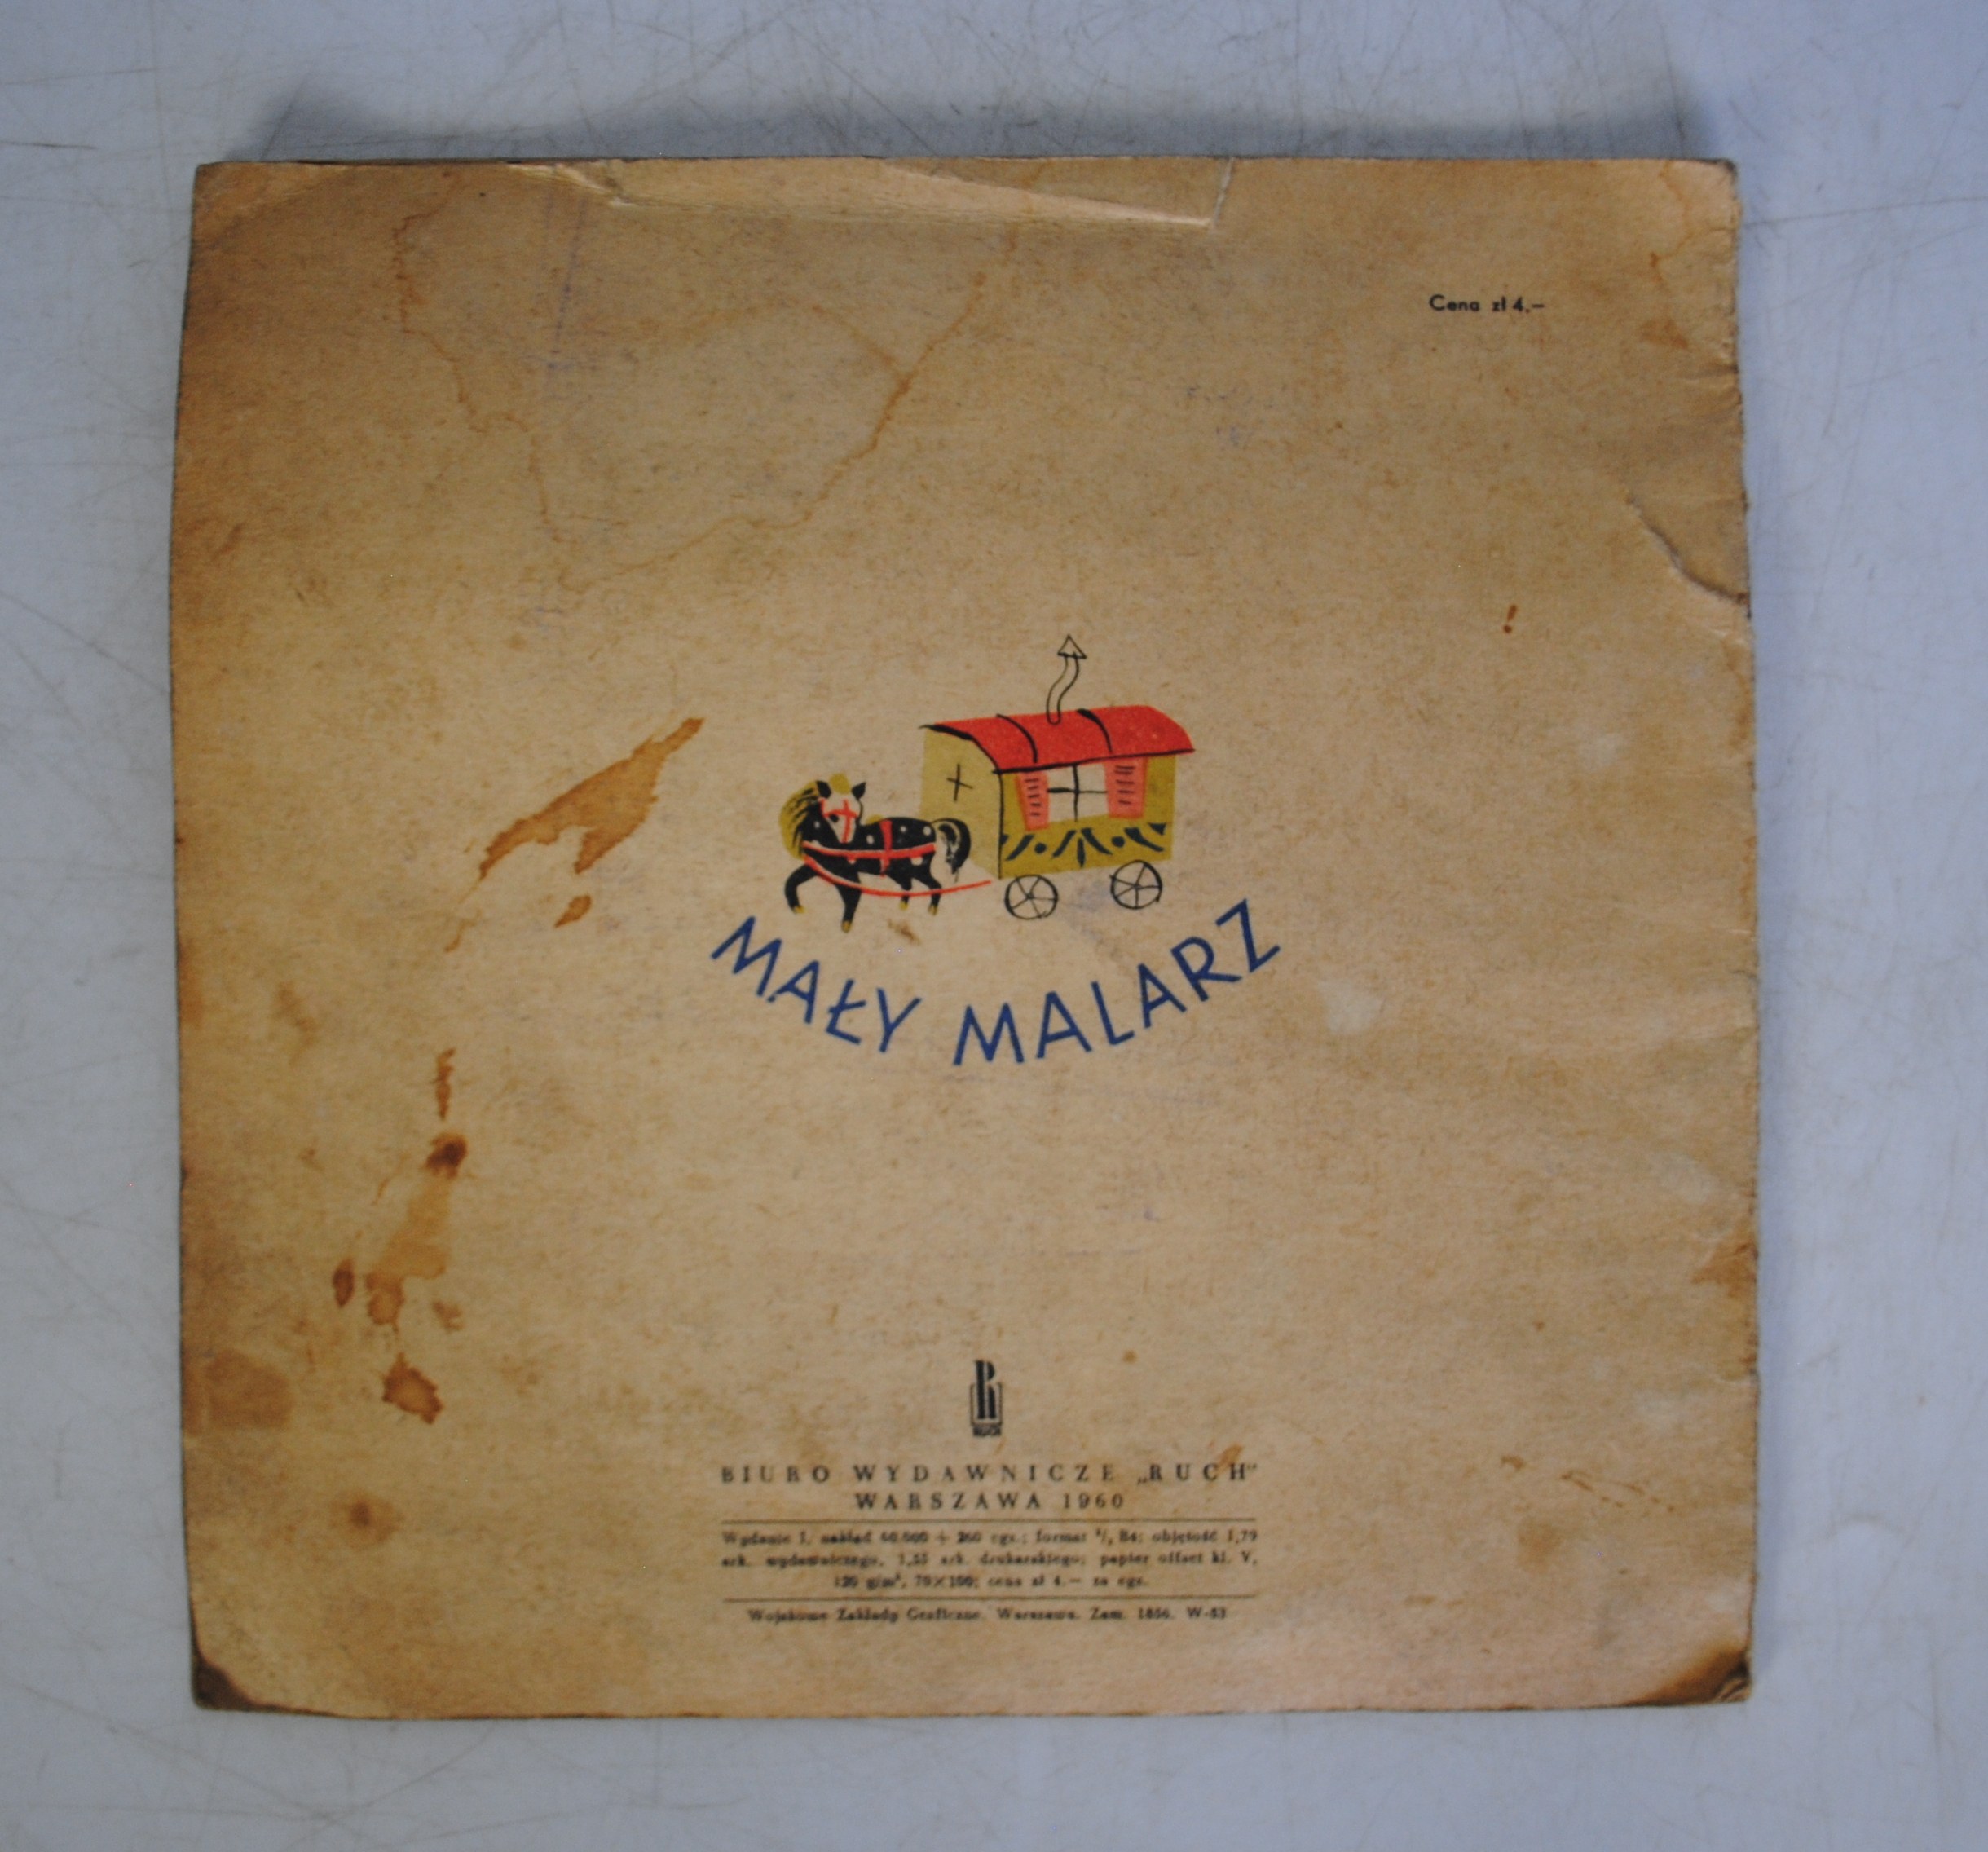 Cena zł 4.—
MAŁY MALARZ
R
RUCH
BIURO WYDAWNICZE „RUCH"
WARSZAWA 1960
Wydanie I, nakład 60.000 + 260 egz.; format ¹/, B4; objętość 1,79
ark. wydawniczego, 1,55 ark. drukarskiego; papier offset kl. V,
120 g/m², 70×100; cena zł 4.— za egz.
Wojskowe Zakłady Graficzne. Warszawa. Zam. 1856. W-53